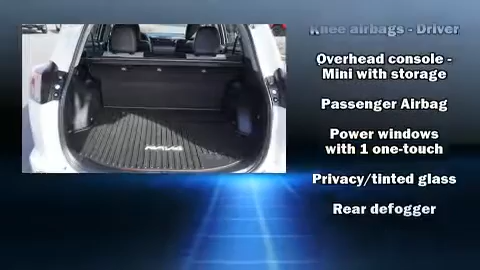 Knee airbags - Driver
Overhead console -
Mini with storage
Passenger Airbag
Power windows
with 1 one-touch
Privacy/tinted glass
Rear defogger
RAV4